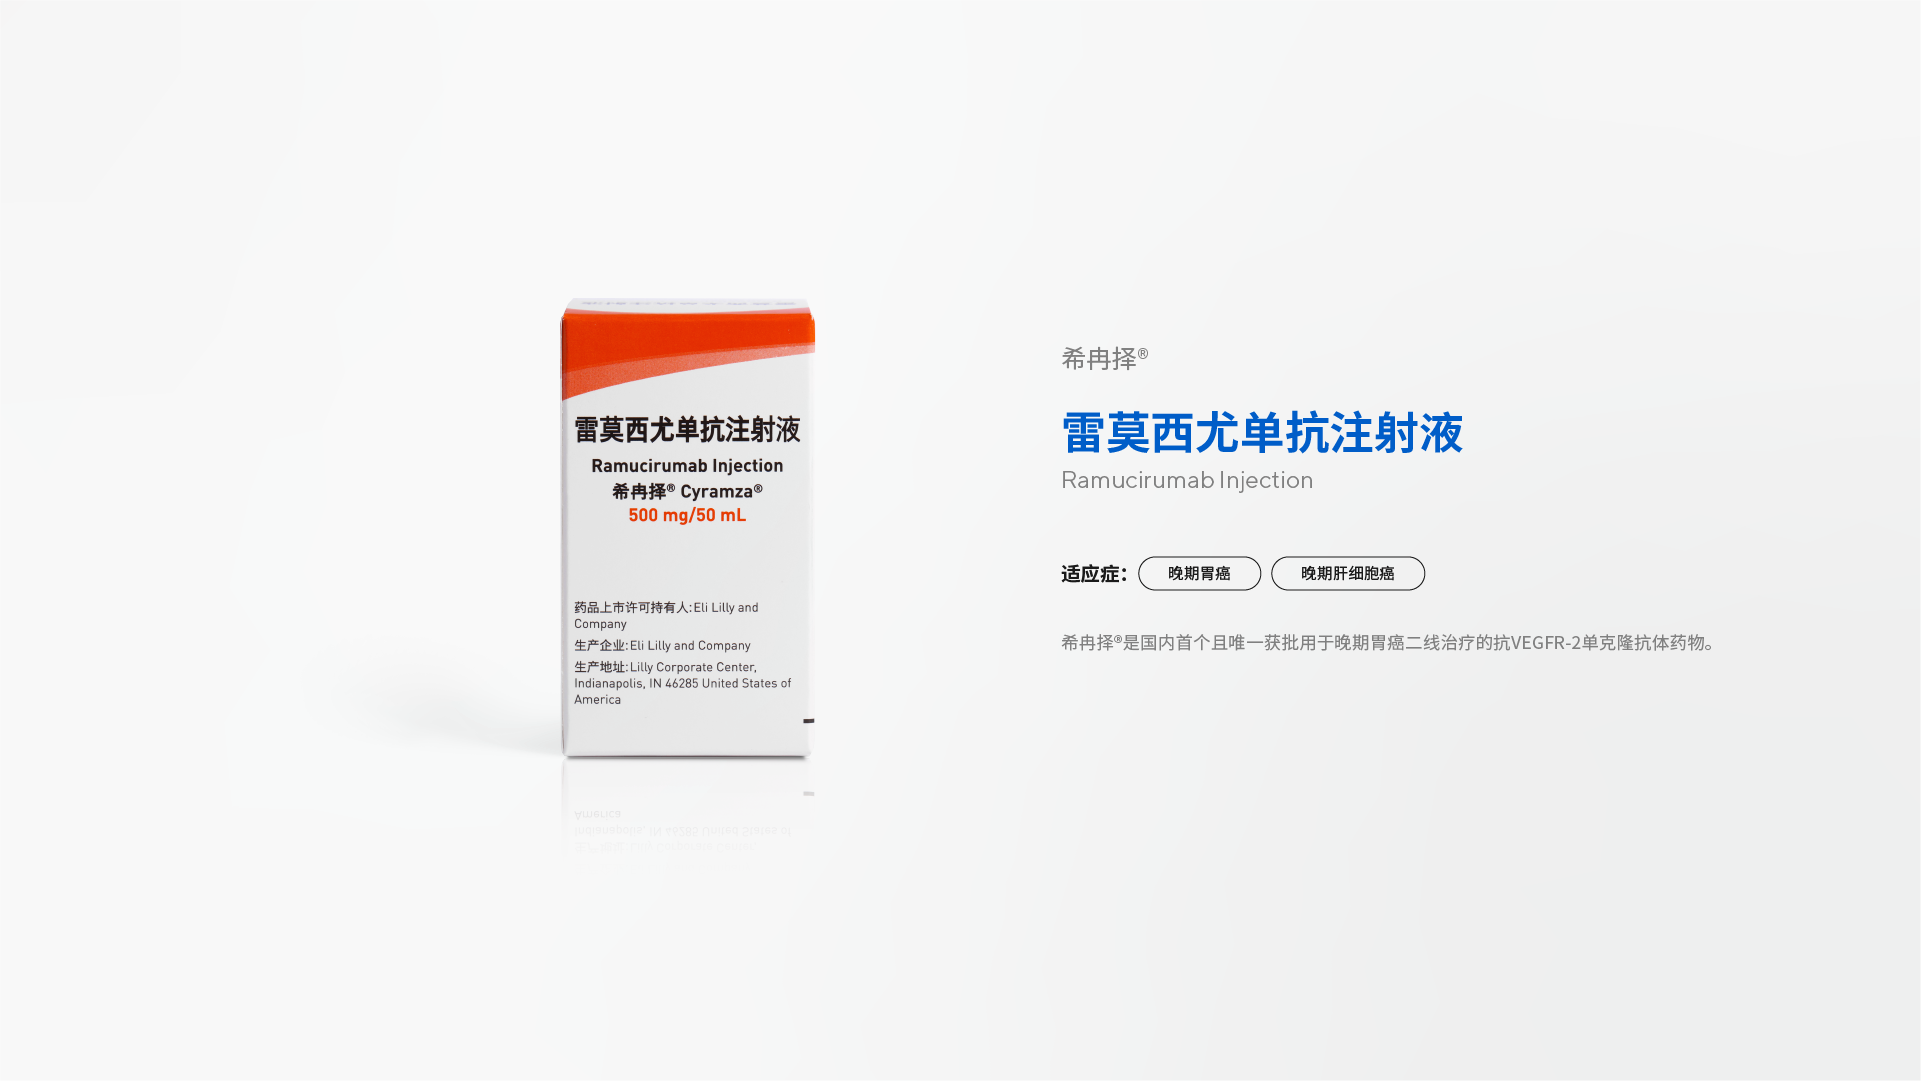 雷莫西尤单抗注射液
Ramucirumab Injection
希冉择® Cyramza®
500 mg/50 mL
药品上市许可持有人:Eli Lilly and
Company
生产企业:Eli Lilly and Company
生产地址:Lilly Corporate Center,
Indianapolis, IN 46285 United States of
America
希冉择®
雷莫西尤单抗注射液
Ramucirumab Injection
适应症： 晚期胃癌 晚期肝细胞癌
希冉择®是国内首个且唯一获批用于晚期胃癌二线治疗的抗VEGFR-2单克隆抗体药物。